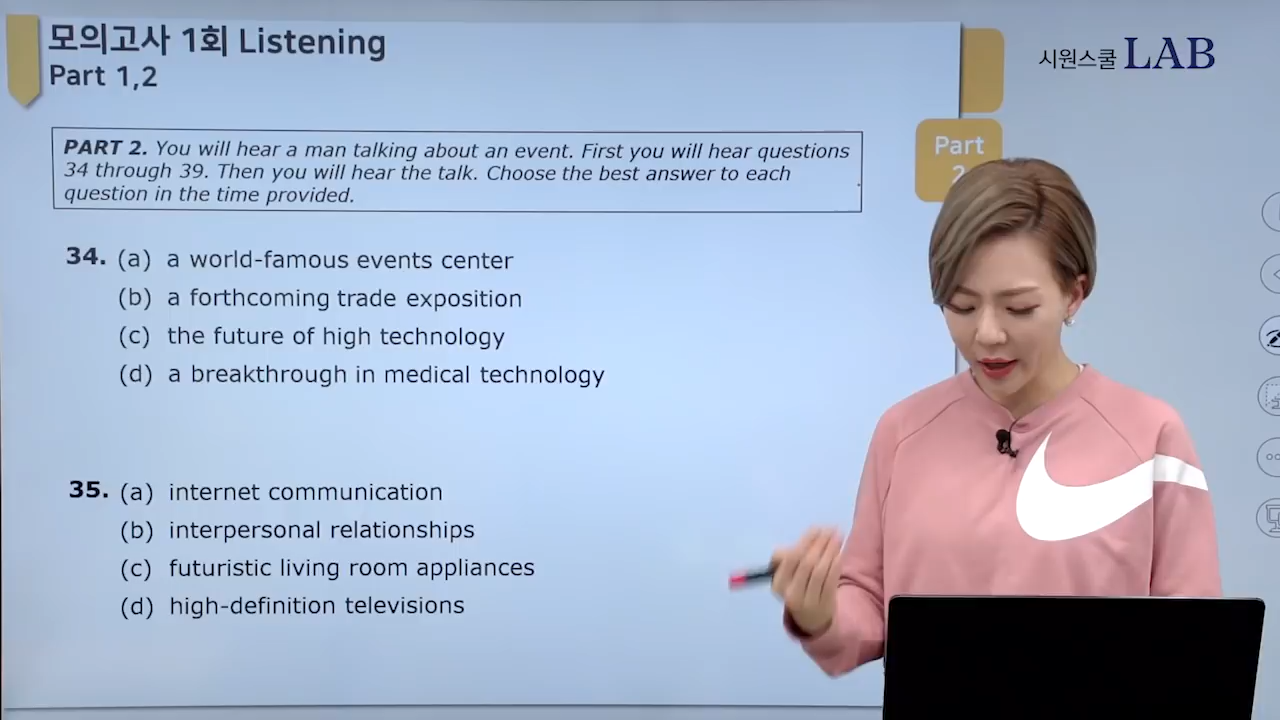 모의고사 1회 Listening
Part 1,2
시원스쿨 LAB
Part
2
PART 2. You will hear a man talking about an event. First you will hear questions
34 through 39. Then you will hear the talk. Choose the best answer to each
question in the time provided.
34. (a) a world-famous events center
(b) a forthcoming trade exposition
(c) the future of high technology
(d) a breakthrough in medical technology
35. (a) internet communication
(b) interpersonal relationships
(c) futuristic living room appliances
(d) high-definition televisions